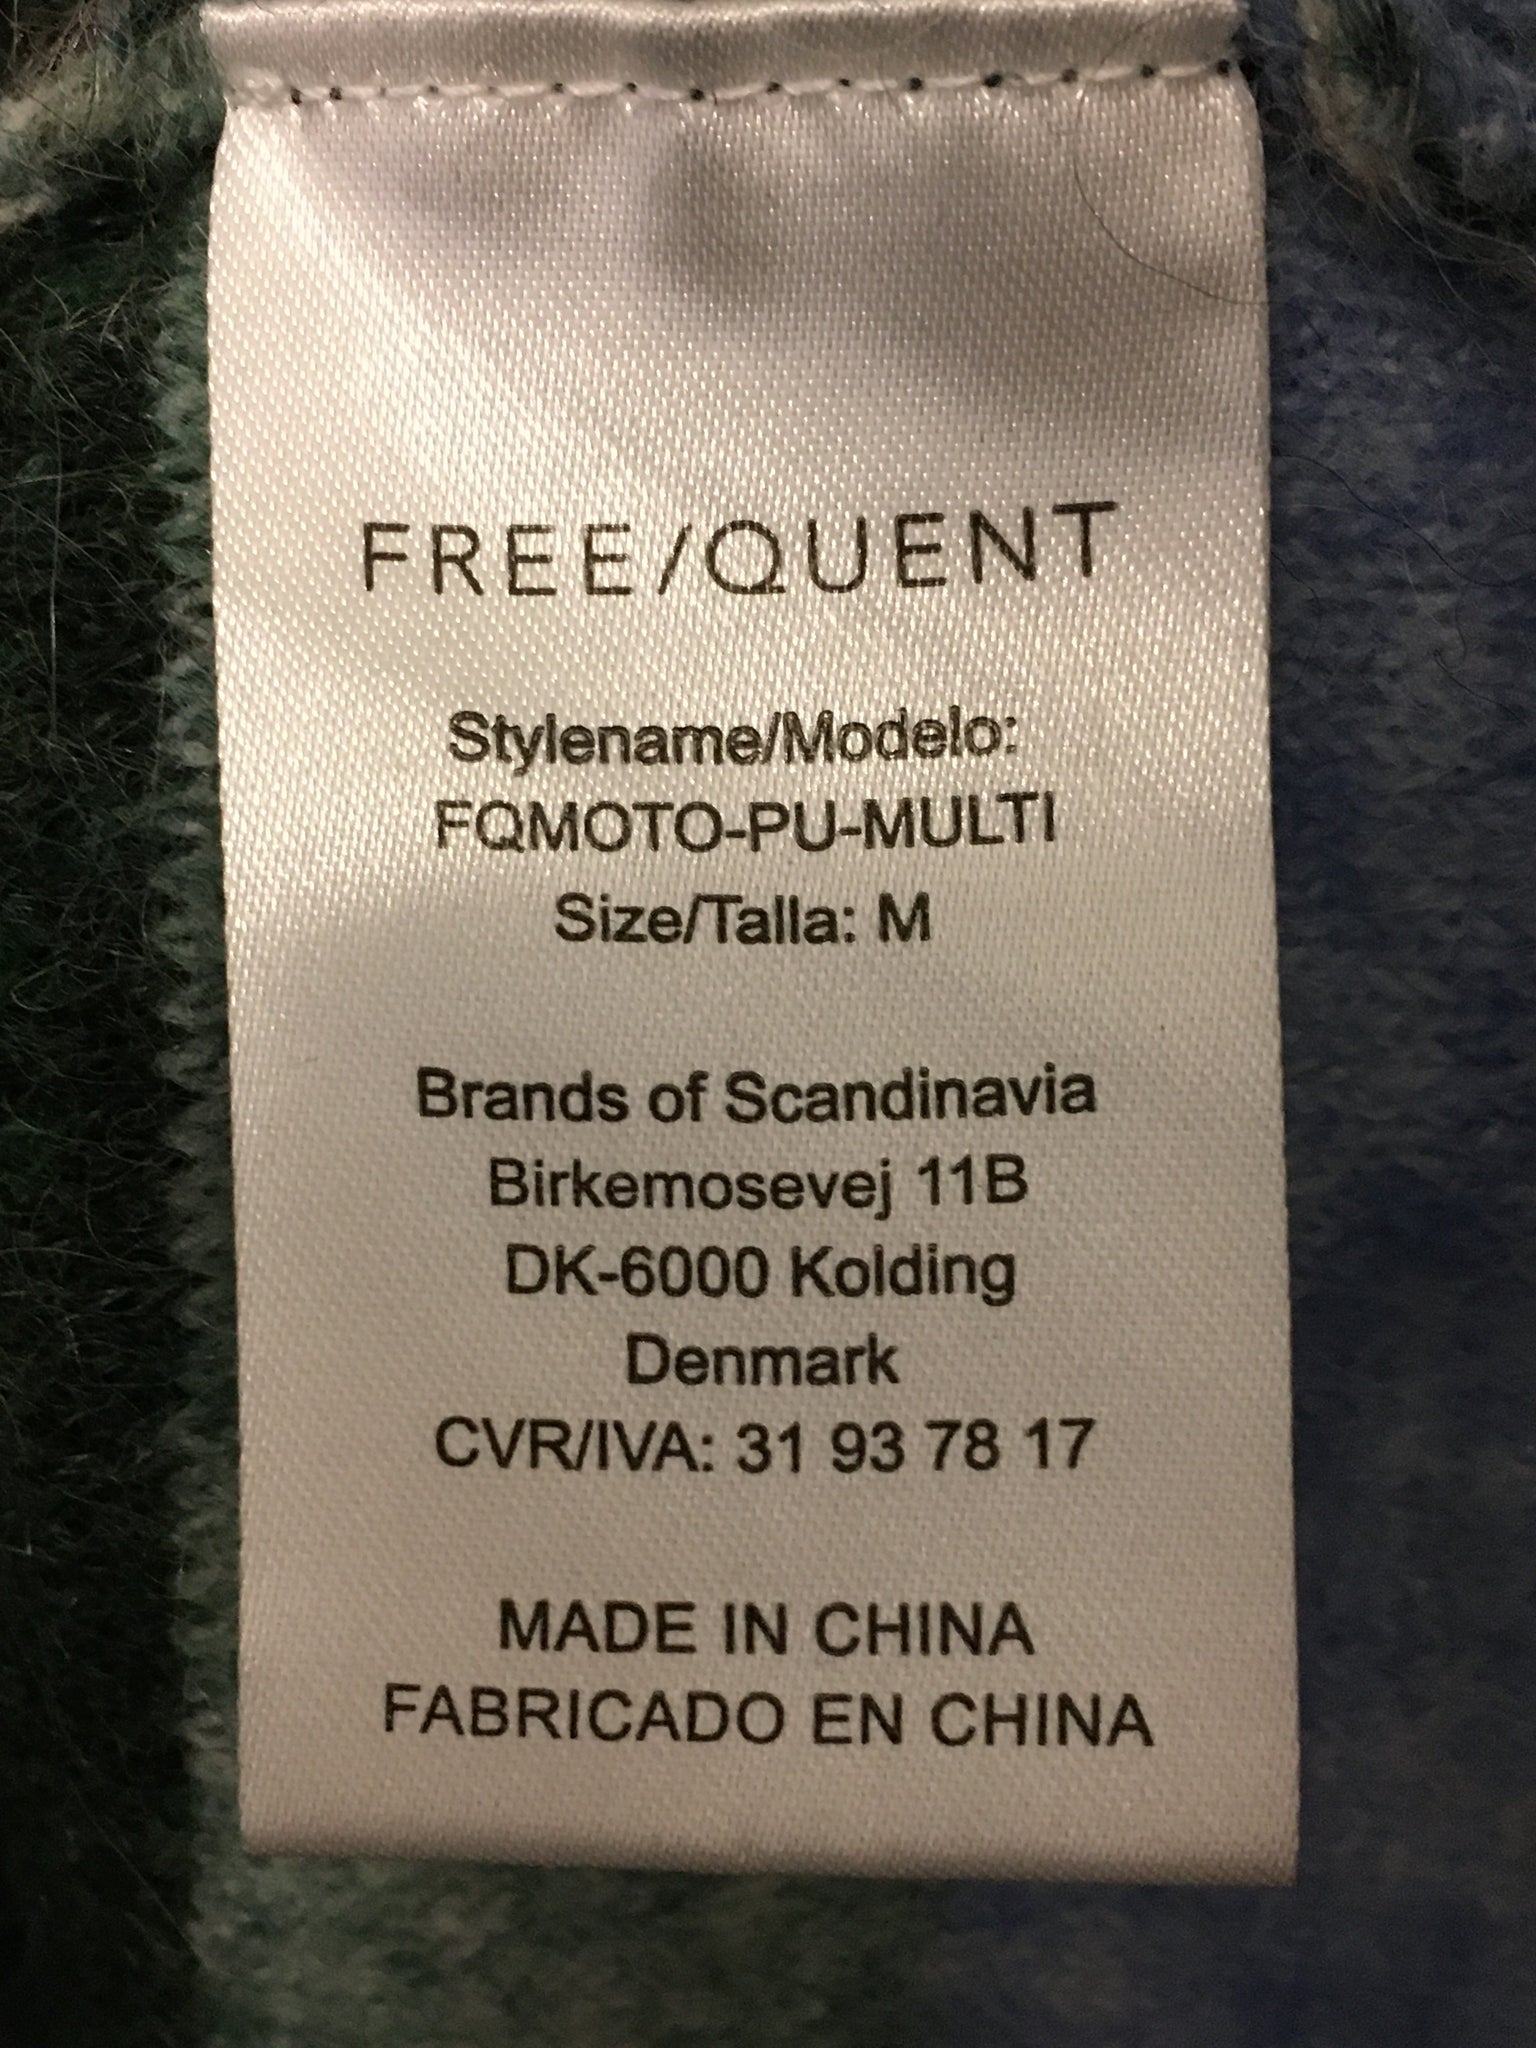 FREE/QUENT
Stylename/Modelo:
FQMOTO-PU-MULTI
Size/Talla: M
Brands of Scandinavia
Birkemosevej 11B
DK-6000 Kolding
Denmark
CVR/IVA: 31 93 78 17
MADE IN CHINA
FABRICADO EN CHINA